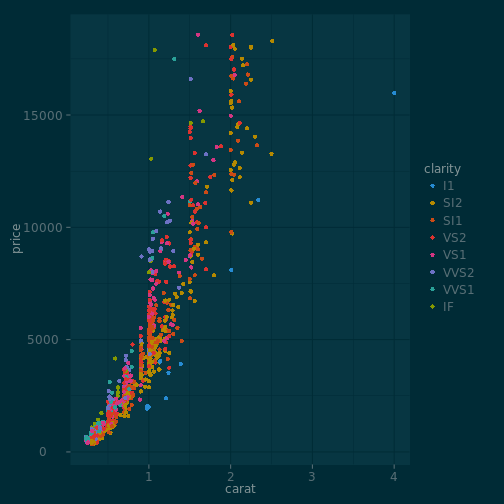 15000
10000
5000
0
price
1
2
3
4
carat
clarity
I1
SI2
SI1
VS2
VS1
VVS2
VVS1
IF